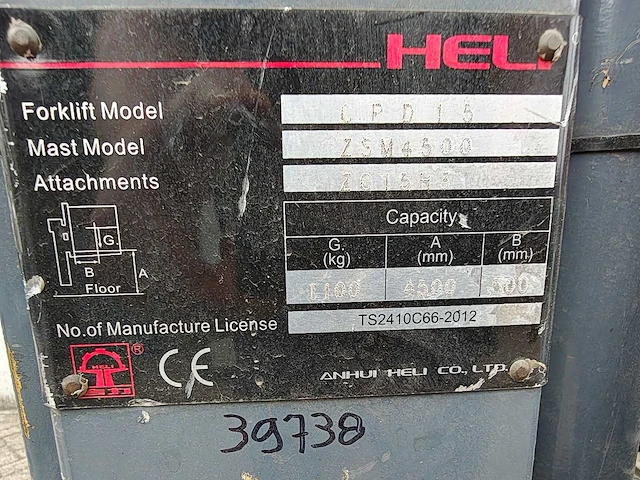 HELI
Forklift Model CPD15
Mast Model ZSM4500
Attachments
Capacity
G. (kg) A (mm) B (mm)
G.
B A
Floor
1100 4500 500
No.of Manufacture License TS2410C66-2012
HELI ® CE ANHUI HELI CO.,LTD.
39738